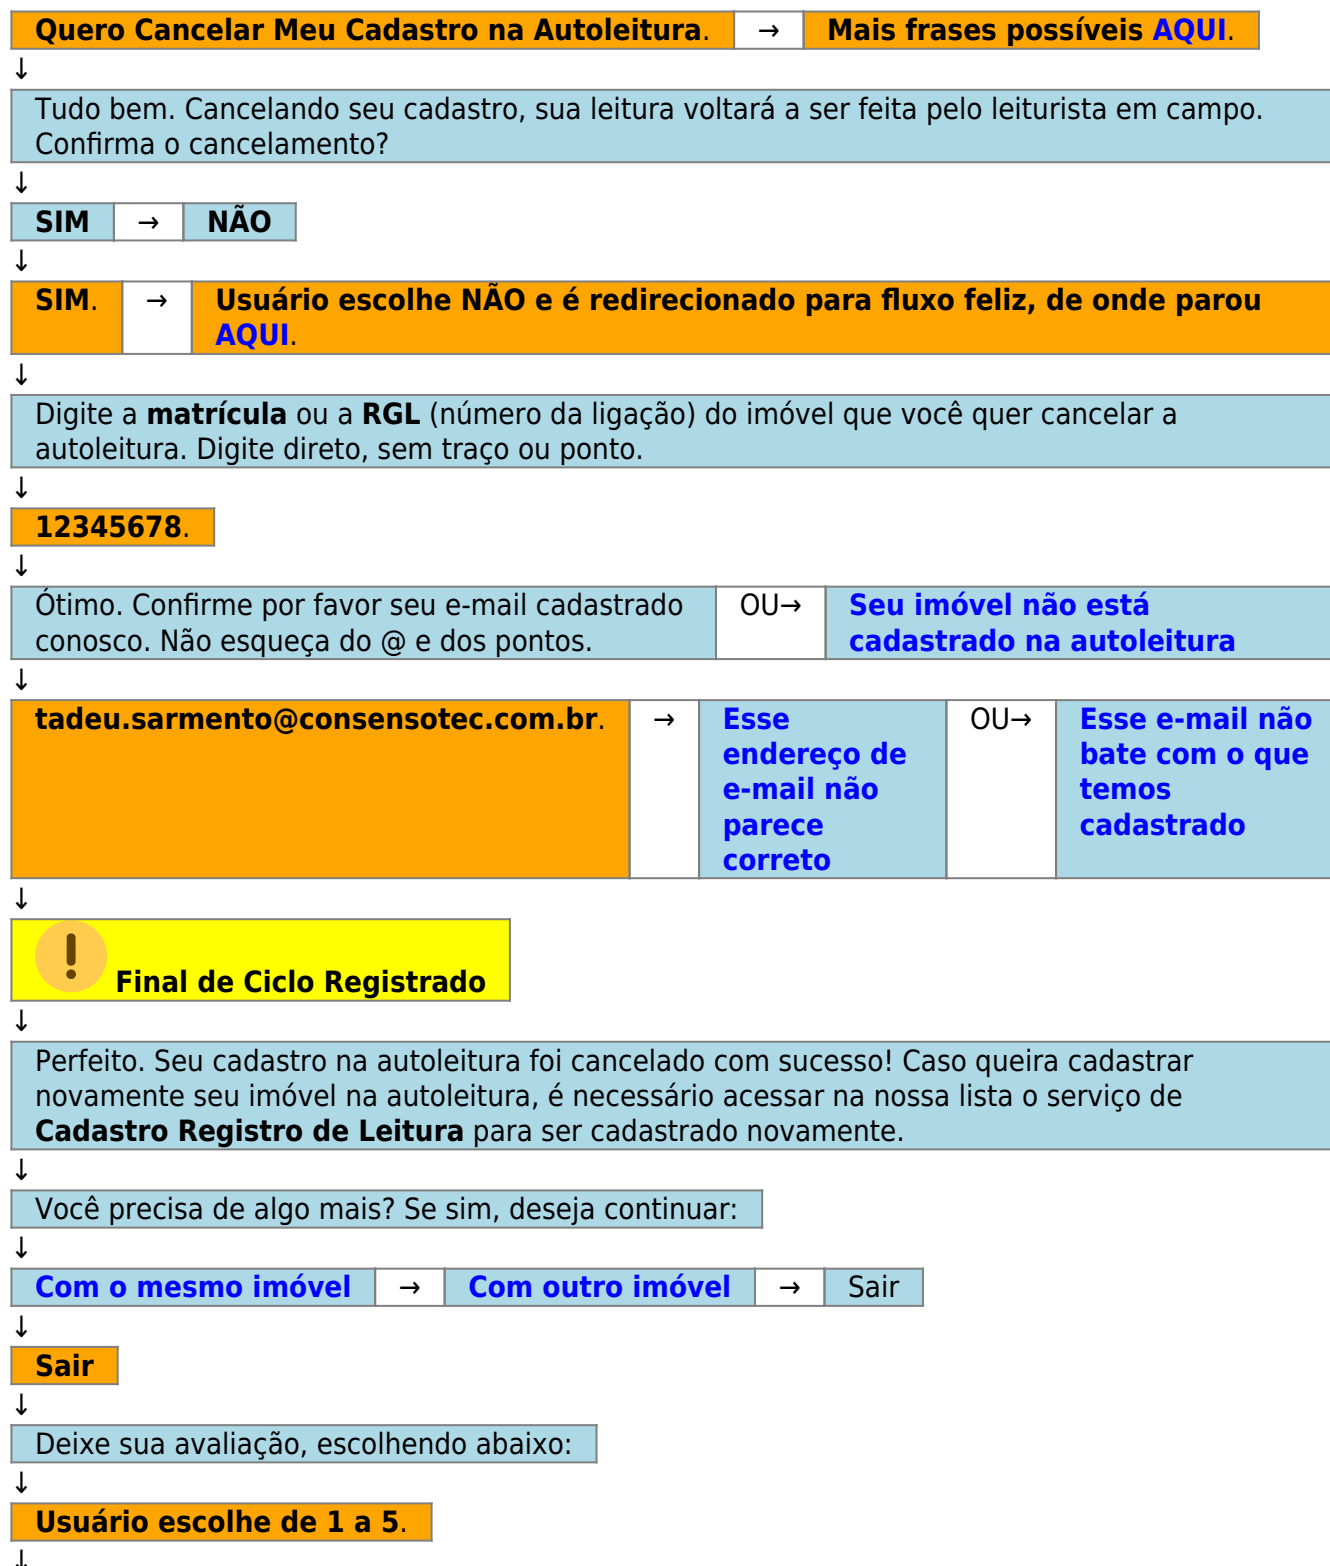 Quero Cancelar Meu Cadastro na Autoleitura. → Mais frases possíveis AQUI.
↓
Tudo bem. Cancelando seu cadastro, sua leitura voltará a ser feita pelo leiturista em campo.
Confirma o cancelamento?
↓
SIM → NÃO
↓
SIM. → Usuário escolhe NÃO e é redirecionado para fluxo feliz, de onde parou
AQUI.
↓
Digite a matrícula ou a RGL (número da ligação) do imóvel que você quer cancelar a
autoleitura. Digite direto, sem traço ou ponto.
↓
12345678.
↓
Ótimo. Confirme por favor seu e-mail cadastrado
conosco. Não esqueça do @ e dos pontos.
OU→
Seu imóvel não está
cadastrado na autoleitura
↓
tadeu.sarmento@consensotec.com.br.
→
Esse
endereço de
e-mail não
parece
correto
OU→
Esse e-mail não
bate com o que
temos
cadastrado
↓
! Final de Ciclo Registrado
↓
Perfeito. Seu cadastro na autoleitura foi cancelado com sucesso! Caso queira cadastrar
novamente seu imóvel na autoleitura, é necessário acessar na nossa lista o serviço de
Cadastro Registro de Leitura para ser cadastrado novamente.
↓
Você precisa de algo mais? Se sim, deseja continuar:
↓
Com o mesmo imóvel → Com outro imóvel → Sair
↓
Sair
↓
Deixe sua avaliação, escolhendo abaixo:
↓
Usuário escolhe de 1 a 5.
↓